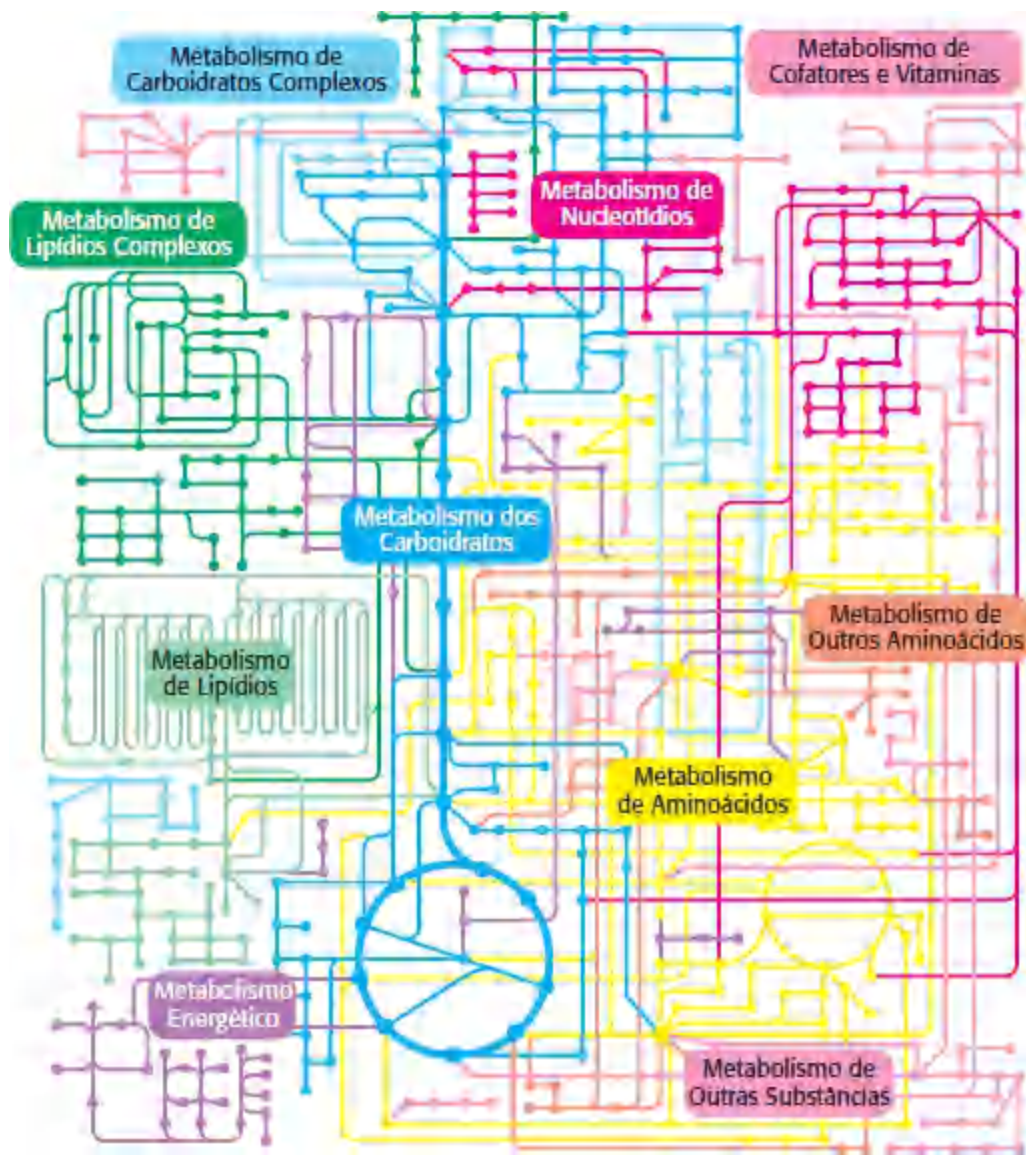 Metabolismo de
Carboidratos Complexos
Metabolismo de
Cofatores e Vitaminas
Metabolismo de
Nucleotídios
Metabolismo de
Lipídios Complexos
Metabolismo dos
Carboidratos
Metabolismo de
Outros Aminoácidos
Metabolismo
de Lipídios
Metabolismo
de Aminoácidos
Metabolismo
Energético
Metabolismo de
Outras Substâncias